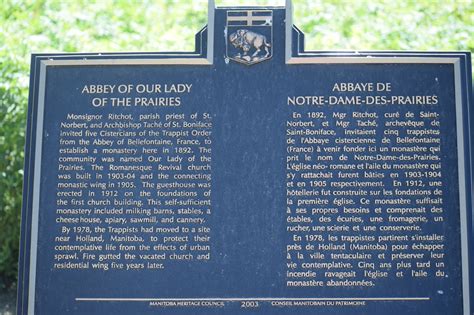 ABBEY OF OUR LADY
OF THE PRAIRIES
Monsignor Ritchot, parish priest of St.
Norbert, and Archbishop Taché of St. Boniface
invited five Cistercians of the Trappist Order
from the Abbey of Bellefontaine, France, to
establish a monastery here in 1892. The
community was named Our Lady of the
Prairies. The Romanesque Revival church
was built in 1903-04 and the connecting
monastic wing in 1905. The guesthouse was
erected in 1912 on the foundations of
the first church building. This self-sufficient
monastery included milking barns, stables, a
cheese house, apiary, sawmill, and cannery.
By 1978, the Trappists had moved to a site
near Holland, Manitoba, to protect their
contemplative life from the effects of urban
sprawl. Fire gutted the vacated church and
residential wing five years later.
ABBAYE DE
NOTRE-DAME-DES-PRAIRIES
En 1892, Mgr Ritchot, curé de Saint-
Norbert, et Mgr Taché, archevêque de
Saint-Boniface, invitaient cinq trappistes
de l'Abbaye cistercienne de Bellefontaine
(France) à venir fonder ici un monastère qui
prit le nom de Notre-Dame-des-Prairies.
L'église néo-romane et l'aile du monastère qui
s'y rattachait furent bâties en 1903-1904
et en 1905 respectivement. En 1912, une
hôtellerie fut construite sur les fondations de
la première église. Ce monastère suffisait
à ses propres besoins et comprenait des
étables, des écuries, une fromagerie, un
rucher, une scierie et une conserverie.
En 1978, les trappistes partirent s'installer
près de Holland (Manitoba) pour échapper
à la ville tentaculaire et préserver leur
vie contemplative. Cinq ans plus tard un
incendie ravageait l'église et l'aile du
monastère abandonnées.
MANITOBA HERITAGE COUNCIL 2003 CONSEIL MANITOBAIN DU PATRIMOINE